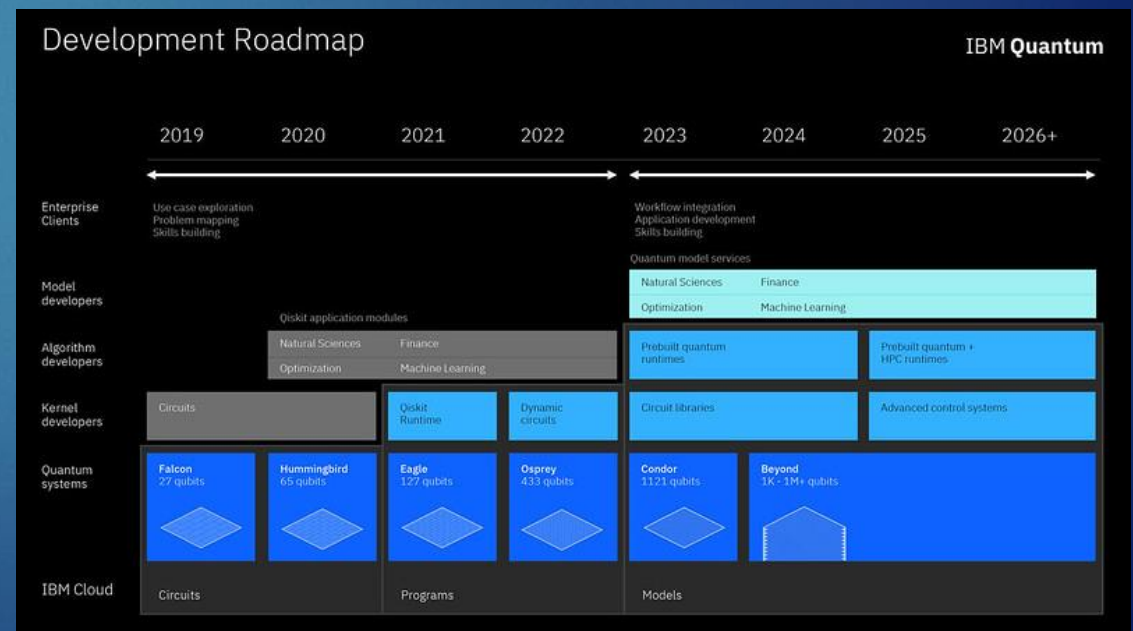 Development Roadmap
IBM Quantum
2019 2020 2021 2022 2023 2024 2025 2026+
Enterprise
Clients
Use case exploration
Problem mapping
Skills building
Workflow integration
Application development
Skills building
Model
developers
Quantum model services
Natural Sciences Finance
Optimization Machine Learning
Algorithm
developers
Qiskit application modules
Natural Sciences Finance
Optimization Machine Learning
Prebuilt quantum
runtimes
Prebuilt quantum +
HPC runtimes
Kernel
developers
Circuits
Qiskit
Runtime
Dynamic
circuits
Circuit libraries
Advanced control systems
Quantum
systems
Falcon
27 qubits
Hummingbird
65 qubits
Eagle
127 qubits
Osprey
433 qubits
Condor
1121 qubits
Beyond
1K - 1M+ qubits
IBM Cloud
Circuits
Programs
Models